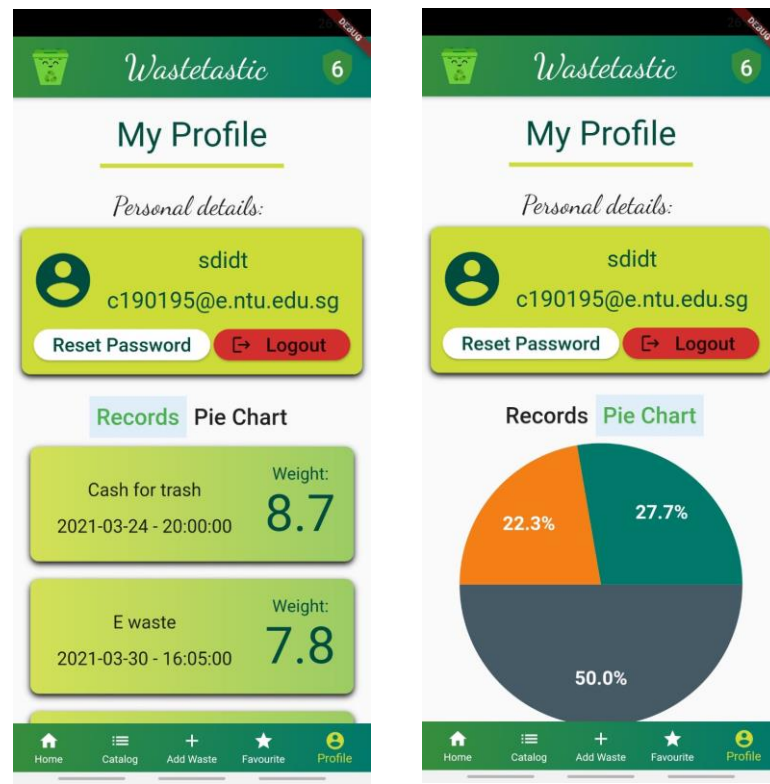 DEBUG
Wastetastic
6
My Profile
Personal details:
sdidt
c190195@e.ntu.edu.sg
Reset Password
Logout
Records Pie Chart
Cash for trash
2021-03-24 - 20:00:00
Weight:
8.7
E waste
2021-03-30 - 16:05:00
Weight:
7.8
Home Catalog Add Waste Favourite Profile
DEBUG
Wastetastic
6
My Profile
Personal details:
sdidt
c190195@e.ntu.edu.sg
Reset Password
Logout
Records Pie Chart
22.3%
27.7%
50.0%
Home Catalog Add Waste Favourite Profile